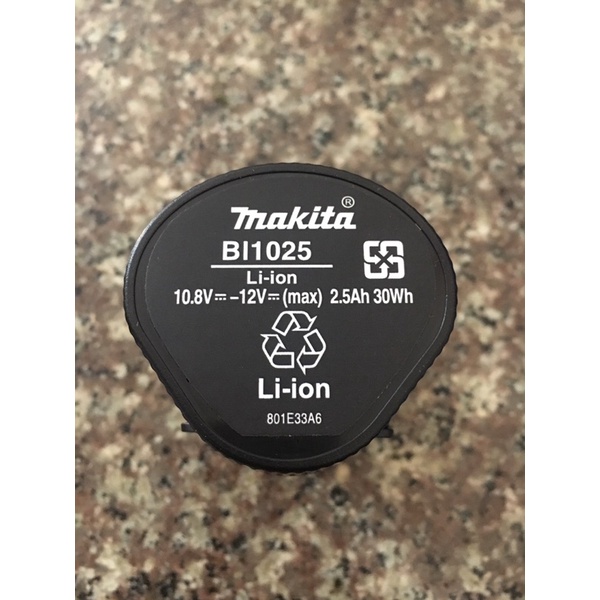 makita®
BI1025
Li-ion
10.8V⎓-12V⎓(max) 2.5Ah 30Wh
Li-ion
801E33A6